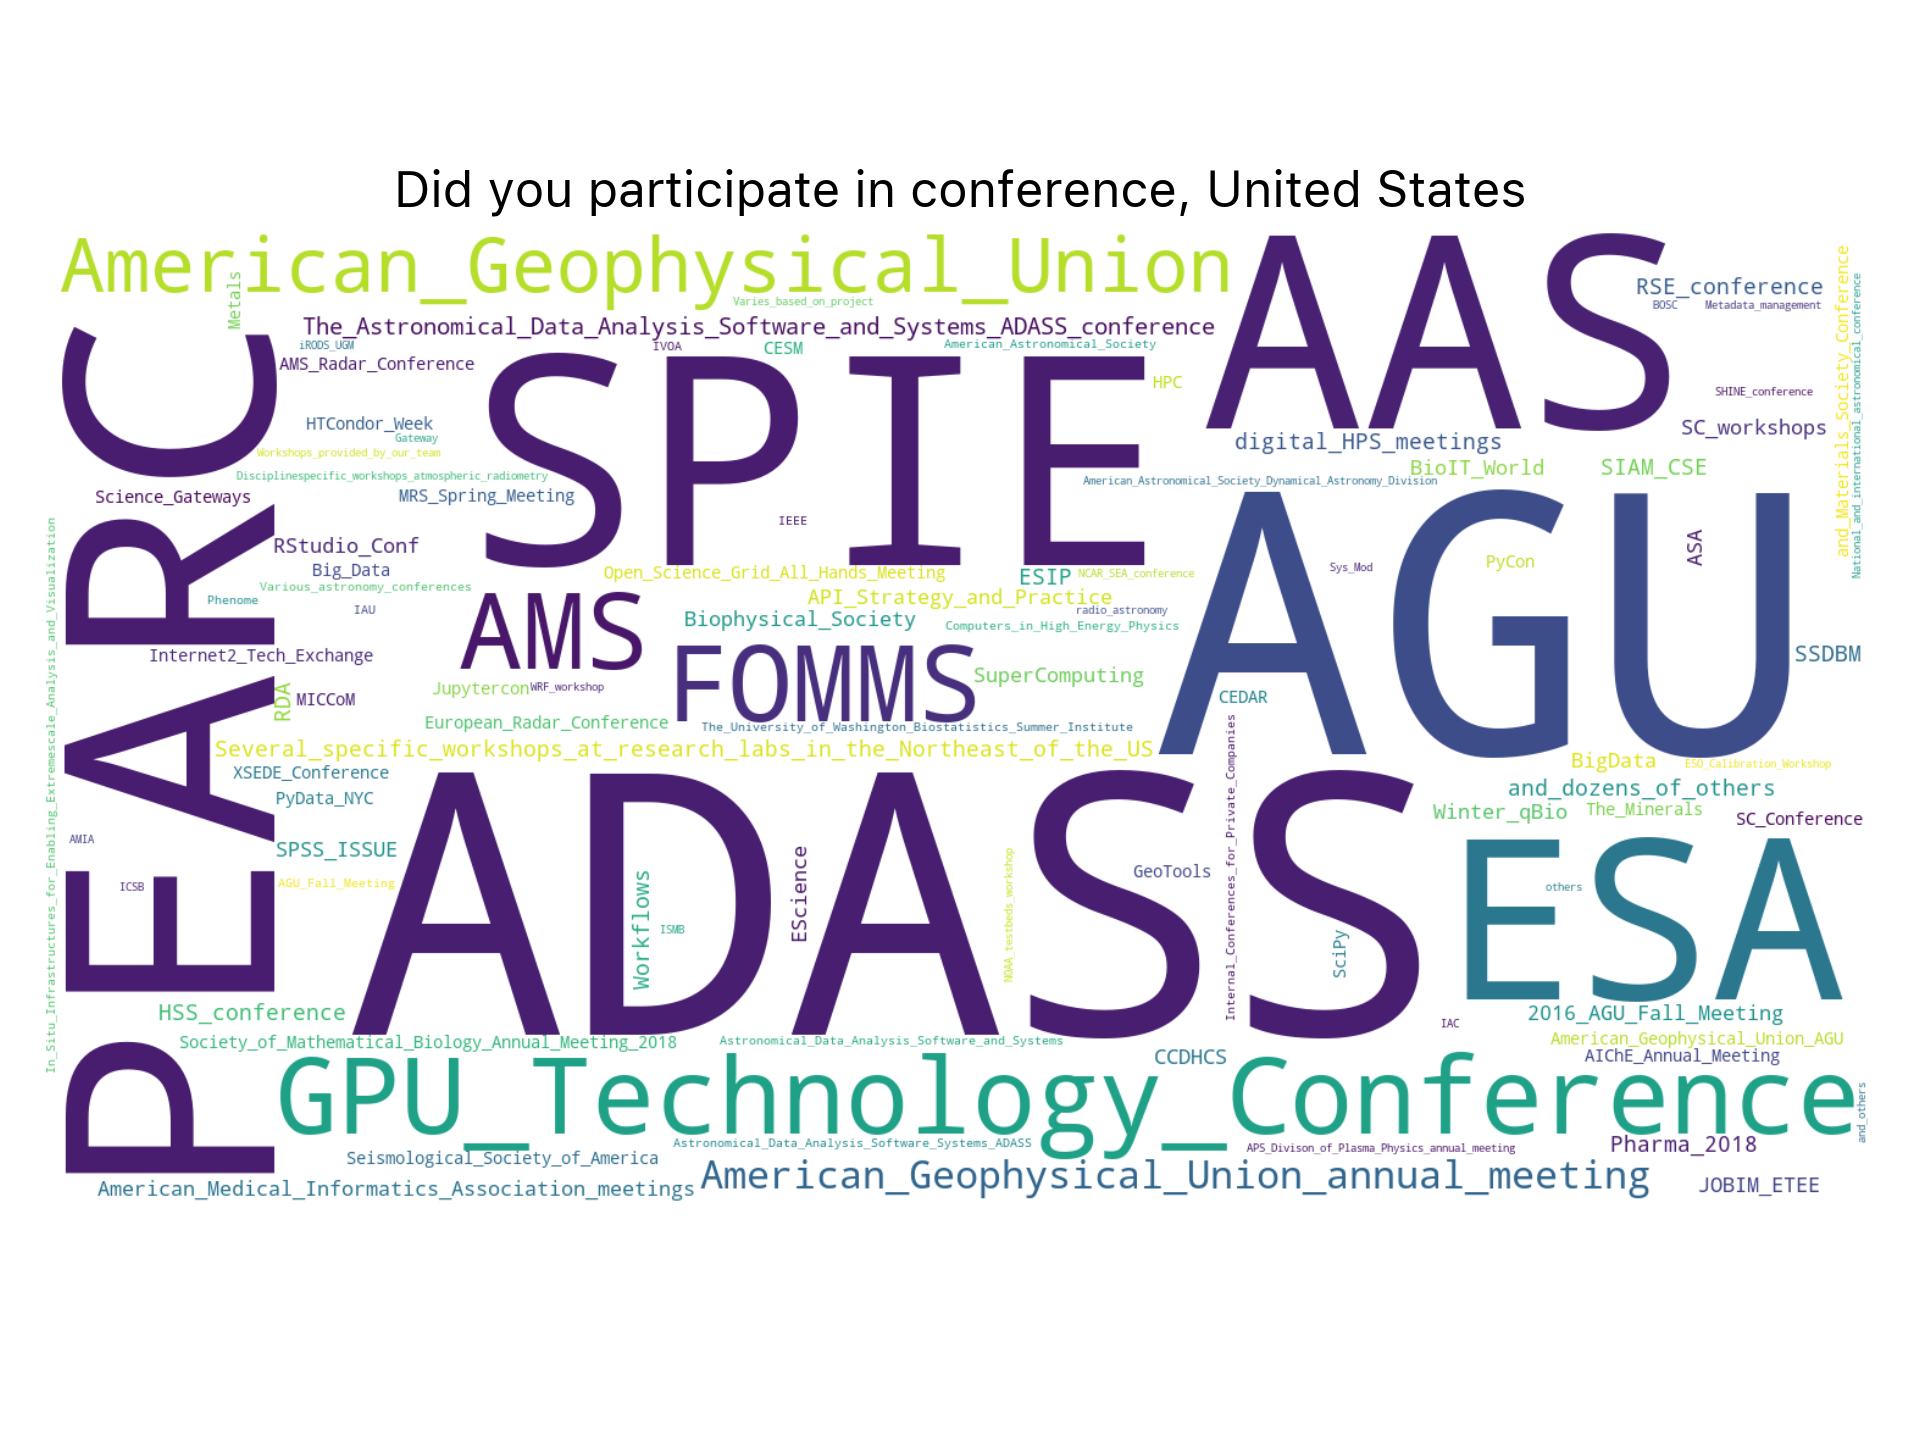 Did you participate in conference, United States
American_Geophysical_Union
AAS
Metals
Varies_based_on_project
RSE_conference
BOSC
Metadata_management
The_Astronomical_Data_Analysis_Software_and_Systems_ADASS_conference
iRODS_UGM
IVOA
CESM
American_Astronomical_Society
AMS_Radar_Conference
SPIE
HPC
SHINE_conference
HTCondor_Week
Gateway
SC_workshops
digital_HPS_meetings
Workshops_provided_by_our_team
BioIT_World
SIAM_CSE
Disciplinespecific_workshops_atmospheric_radiometry
American_Astronomical_Society_Dynamical_Astronomy_Division
Science_Gateways
MRS_Spring_Meeting
and_Materials_Society_Conference
National_and_international_astronomical_conference
IEEE
PEARC
AGU
RStudio_Conf
ASA
Big_Data
Open_Science_Grid_All_Hands_Meeting
ESIP
NCAR_SEA_conference
Sys_Mod
PyCon
Various_astronomy_conferences
Phenome
IAU
API_Strategy_and_Practice
radio_astronomy
AMS
Biophysical_Society
Computers_in_High_Energy_Physics
Internet2_Tech_Exchange
FOMMS
SSDBM
SuperComputing
Jupytercon
WRF_workshop
RDA
MICCoM
CEDAR
European_Radar_Conference
The_University_of_Washington_Biostatistics_Summer_Institute
Several_specific_workshops_at_research_labs_in_the_Northeast_of_the_US
BigData
ESO_Calibration_Workshop
XSEDE_Conference
PyData_NYC
and_dozens_of_others
Winter_qBio
The_Minerals
SC_Conference
In_Situ_Infrastructures_for_Enabling_Extremescale_Analysis_and_Visualization
AMIA
SPSS_ISSUE
ADASS
Internal_Conferences_for_Private_Companies
ICSB
AGU_Fall_Meeting
Workflows
ISMB
EScience
NOAA_testbeds_workshop
GeoTools
SciPy
ESA
others
HSS_conference
IAC
2016_AGU_Fall_Meeting
Society_of_Mathematical_Biology_Annual_Meeting_2018
Astronomical_Data_Analysis_Software_and_Systems
American_Geophysical_Union_AGU
CCDHCS
AIChE_Annual_Meeting
GPU_Technology_Conference
and_others
Astronomical_Data_Analysis_Software_Systems_ADASS
APS_Divison_of_Plasma_Physics_annual_meeting
Pharma_2018
Seismological_Society_of_America
American_Geophysical_Union_annual_meeting
American_Medical_Informatics_Association_meetings
JOBIM_ETEE